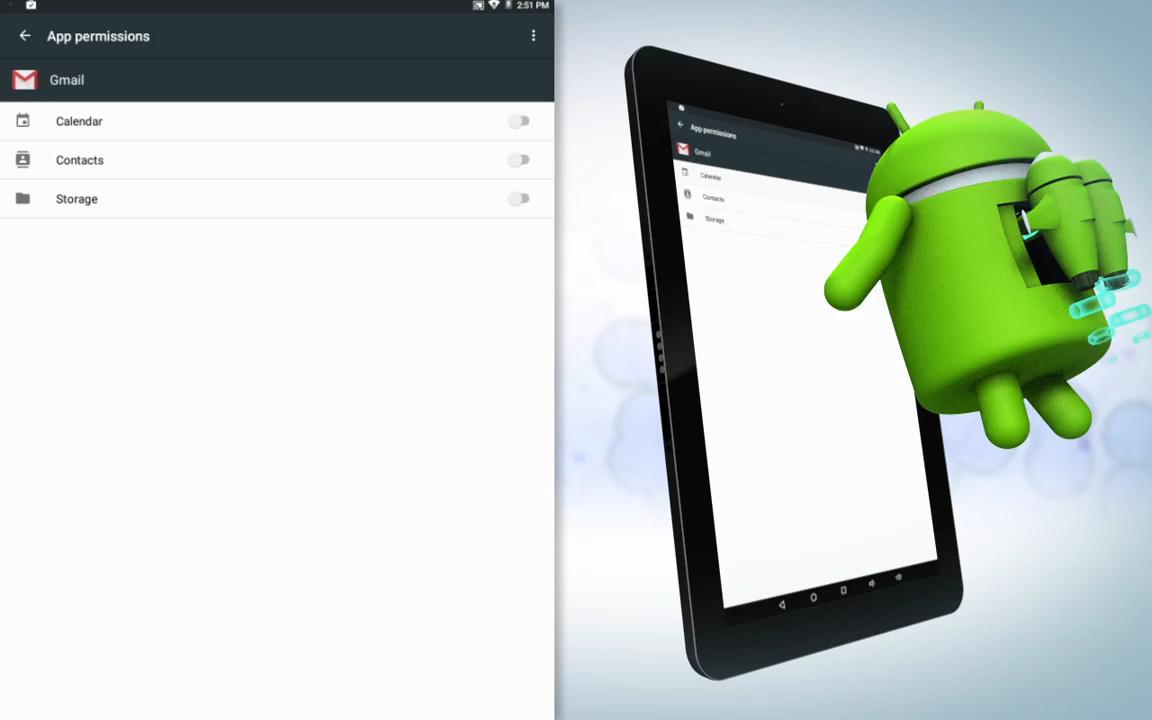 2:51 PM
App permissions
Gmail
Calendar
Contacts
Storage
App permissions
Gmail
Calendar
Contacts
Storage